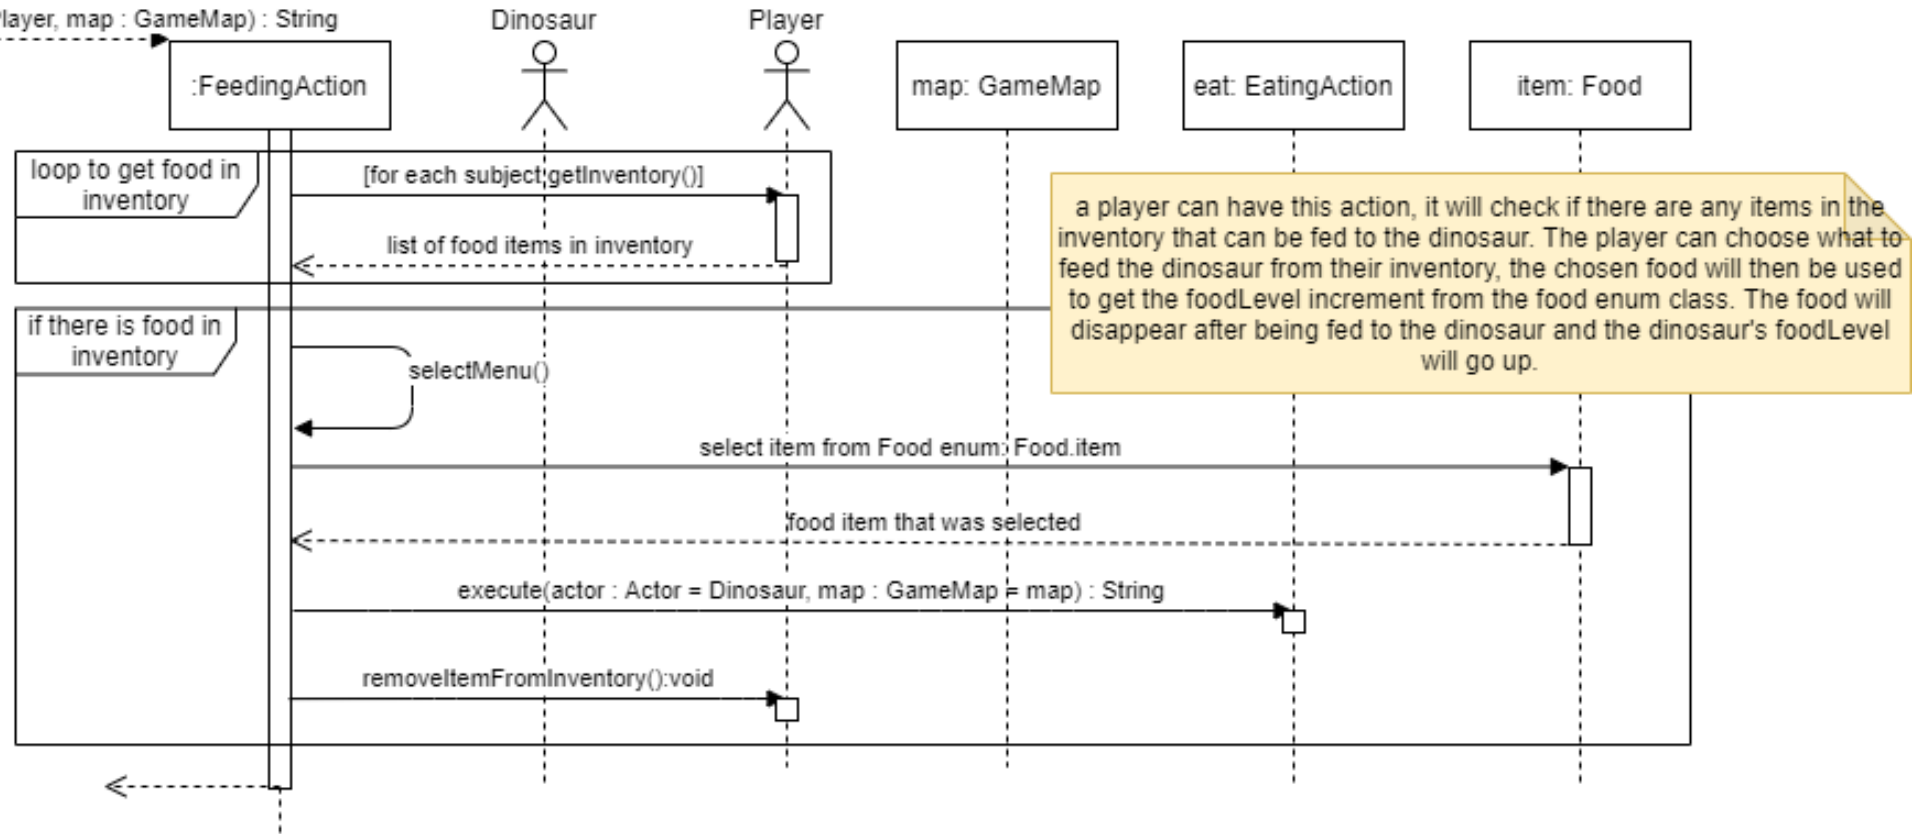 Player, map : GameMap) : String
Dinosaur
Player
:FeedingAction
map: GameMap
eat: EatingAction
item: Food
loop to get food in
inventory
[for each subject.getInventory()]
list of food items in inventory
a player can have this action, it will check if there are any items in the
inventory that can be fed to the dinosaur. The player can choose what to
feed the dinosaur from their inventory, the chosen food will then be used
to get the foodLevel increment from the food enum class. The food will
disappear after being fed to the dinosaur and the dinosaur's foodLevel
will go up.
if there is food in
inventory
selectMenu()
select item from Food enum: Food.item
food item that was selected
execute(actor : Actor = Dinosaur, map : GameMap = map) : String
removeItemFromInventory():void